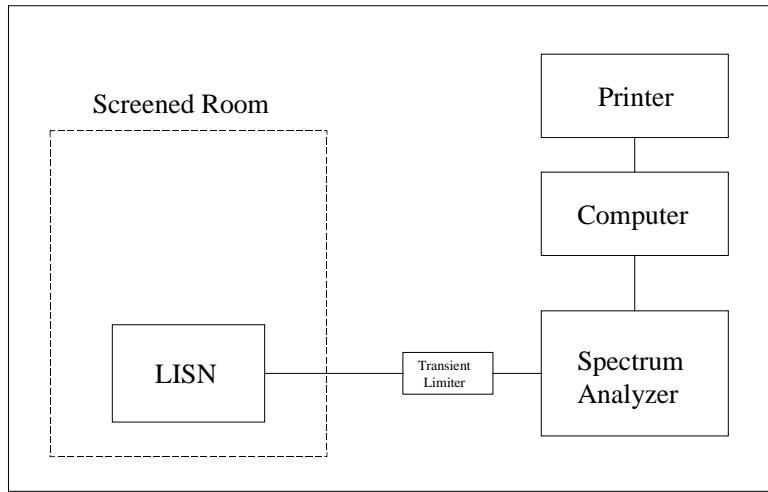 Screened Room
Printer
Computer
LISN
Transient
Limiter
Spectrum
Analyzer